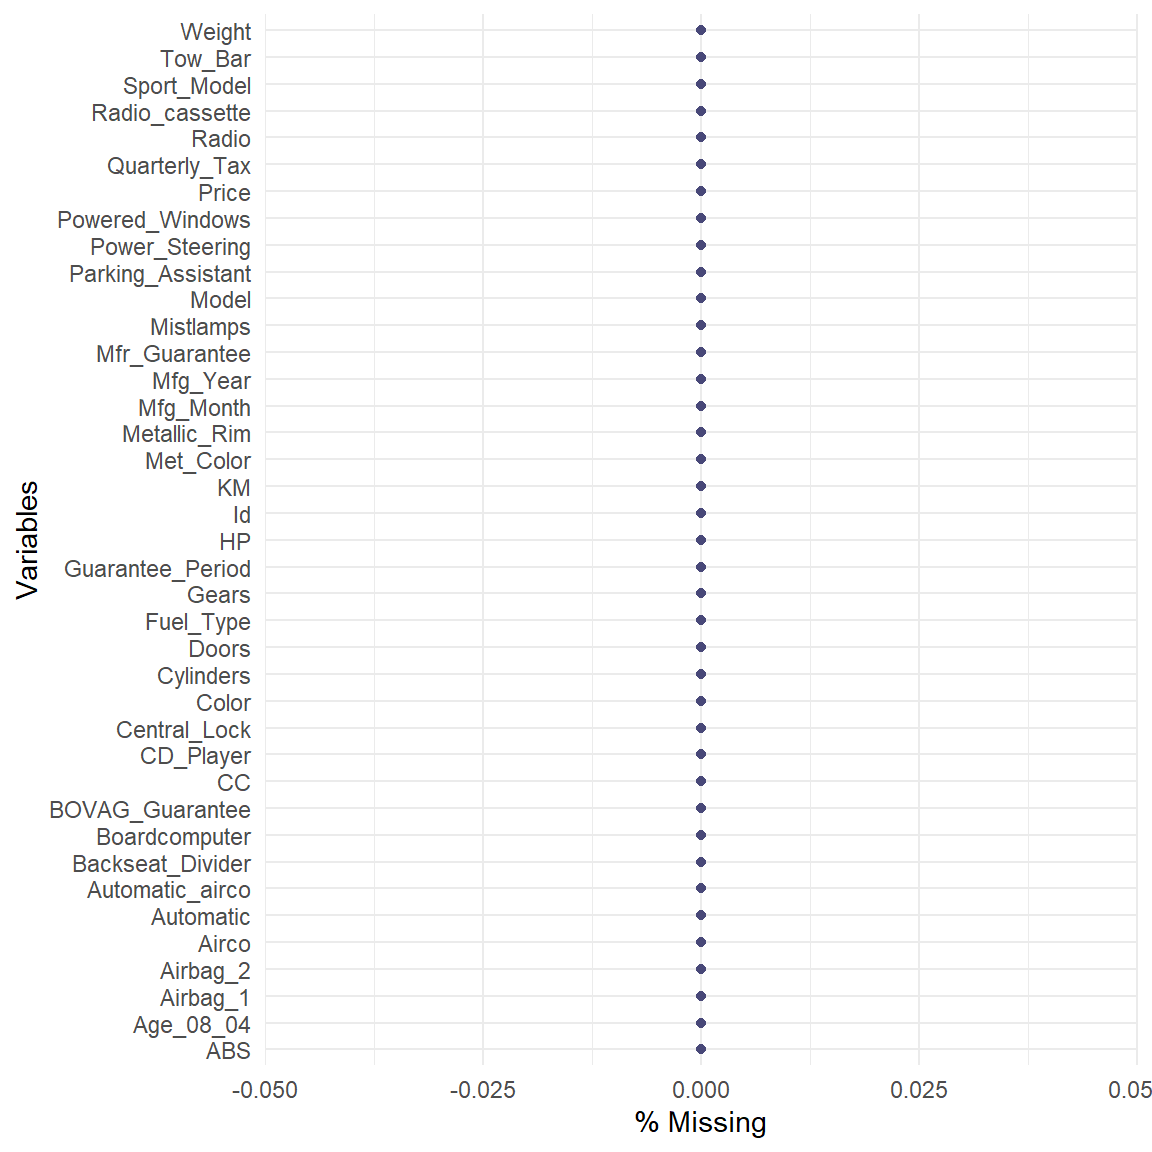 Weight
Tow_Bar
Sport_Model
Radio_cassette
Radio
Quarterly_Tax
Price
Powered_Windows
Power_Steering
Parking_Assistant
Model
Mistlamps
Mfr_Guarantee
Mfg_Year
Mfg_Month
Metallic_Rim
Met_Color
KM
Id
HP
Guarantee_Period
Gears
Fuel_Type
Doors
Cylinders
Color
Central_Lock
CD_Player
CC
BOVAG_Guarantee
Boardcomputer
Backseat_Divider
Automatic_airco
Automatic
Airco
Airbag_2
Airbag_1
Age_08_04
ABS
Variables
-0.050 -0.025 0.000 0.025 0.05
% Missing